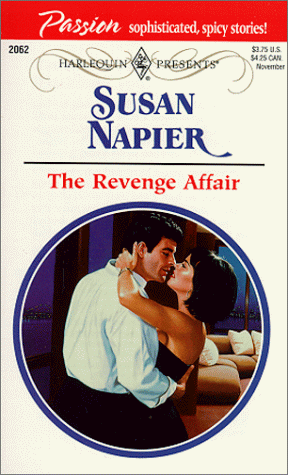 Passion sophisticated, spicy stories!
2062
HARLEQUIN PRESENTS®
$3.75 U.S.
$4.25 CAN.
November
SUSAN
NAPIER
The Revenge Affair